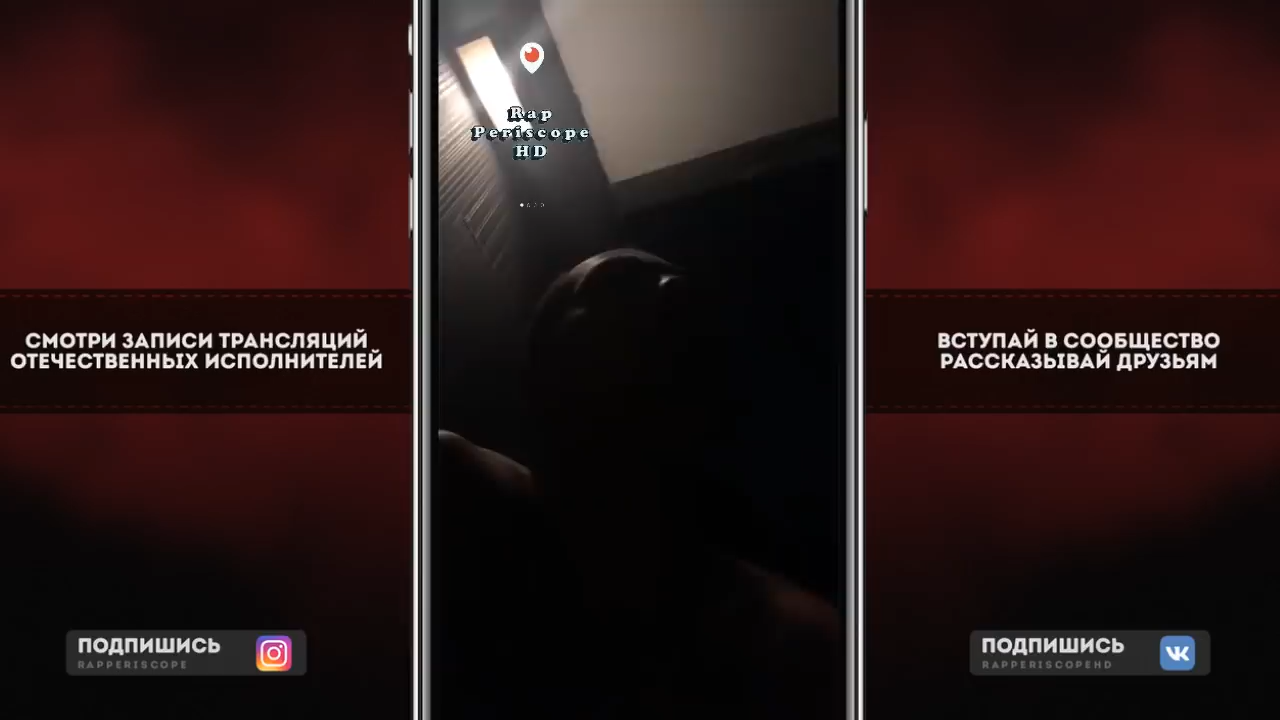 Rap
Periscope
HD
СМОТРИ ЗАПИСИ ТРАНСЛЯЦИЙ
ОТЕЧЕСТВЕННЫХ ИСПОЛНИТЕЛЕЙ
ВСТУПАЙ В СООБЩЕСТВО
РАССКАЗЫВАЙ ДРУЗЬЯМ
ПОДПИШИСЬ
RAPPERISCOPE
ПОДПИШИСЬ
RAPPERISCOPEHD